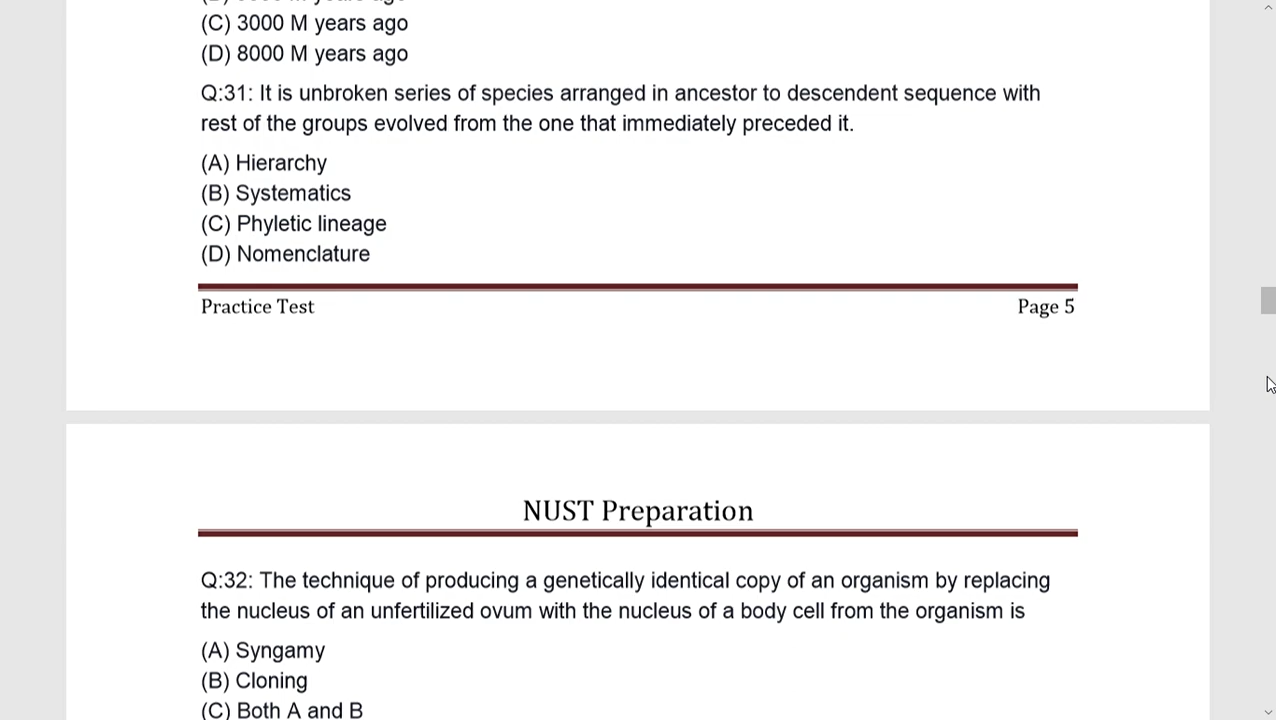 (C) 3000 M years ago
(D) 8000 M years ago
Q:31: It is unbroken series of species arranged in ancestor to descendent sequence with
rest of the groups evolved from the one that immediately preceded it.
(A) Hierarchy
(B) Systematics
(C) Phyletic lineage
(D) Nomenclature
Practice Test Page 5
NUST Preparation
Q:32: The technique of producing a genetically identical copy of an organism by replacing
the nucleus of an unfertilized ovum with the nucleus of a body cell from the organism is
(A) Syngamy
(B) Cloning
(C) Both A and B